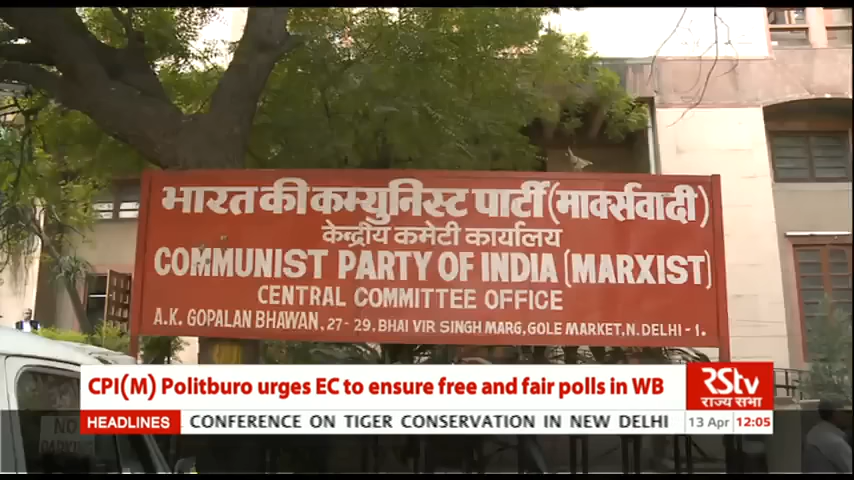 भारत की कम्युनिस्ट पार्टी (मार्क्सवादी)
केन्द्रीय कमेटी कार्यालय
COMMUNIST PARTY OF INDIA (MARXIST)
CENTRAL COMMITTEE OFFICE
A.K. GOPALAN BHAWAN, 27-29, BHAI VIR SINGH MARG, GOLE MARKET, N. DELHI-1.
CPI(M) Politburo urges EC to ensure free and fair polls in WB
RSTV
राज्य सभा
HEADLINES CONFERENCE ON TIGER CONSERVATION IN NEW DELHI 13 Apr 12:05
NO
PARKING